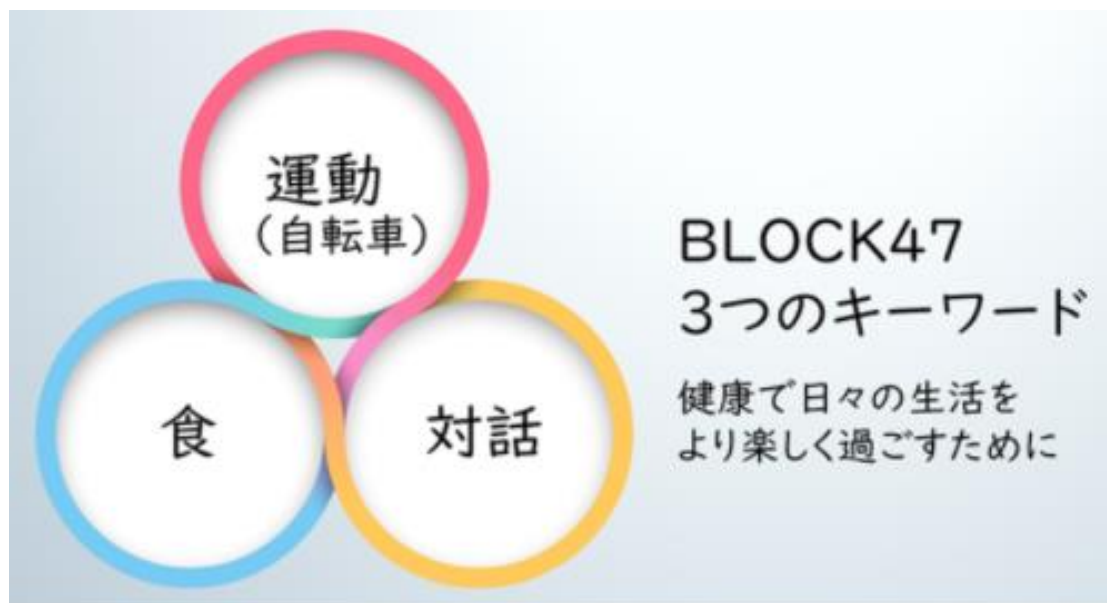 運動
（自転車）
食
対話
BLOCK47
3つのキーワード
健康で日々の生活を
より楽しく過ごすために